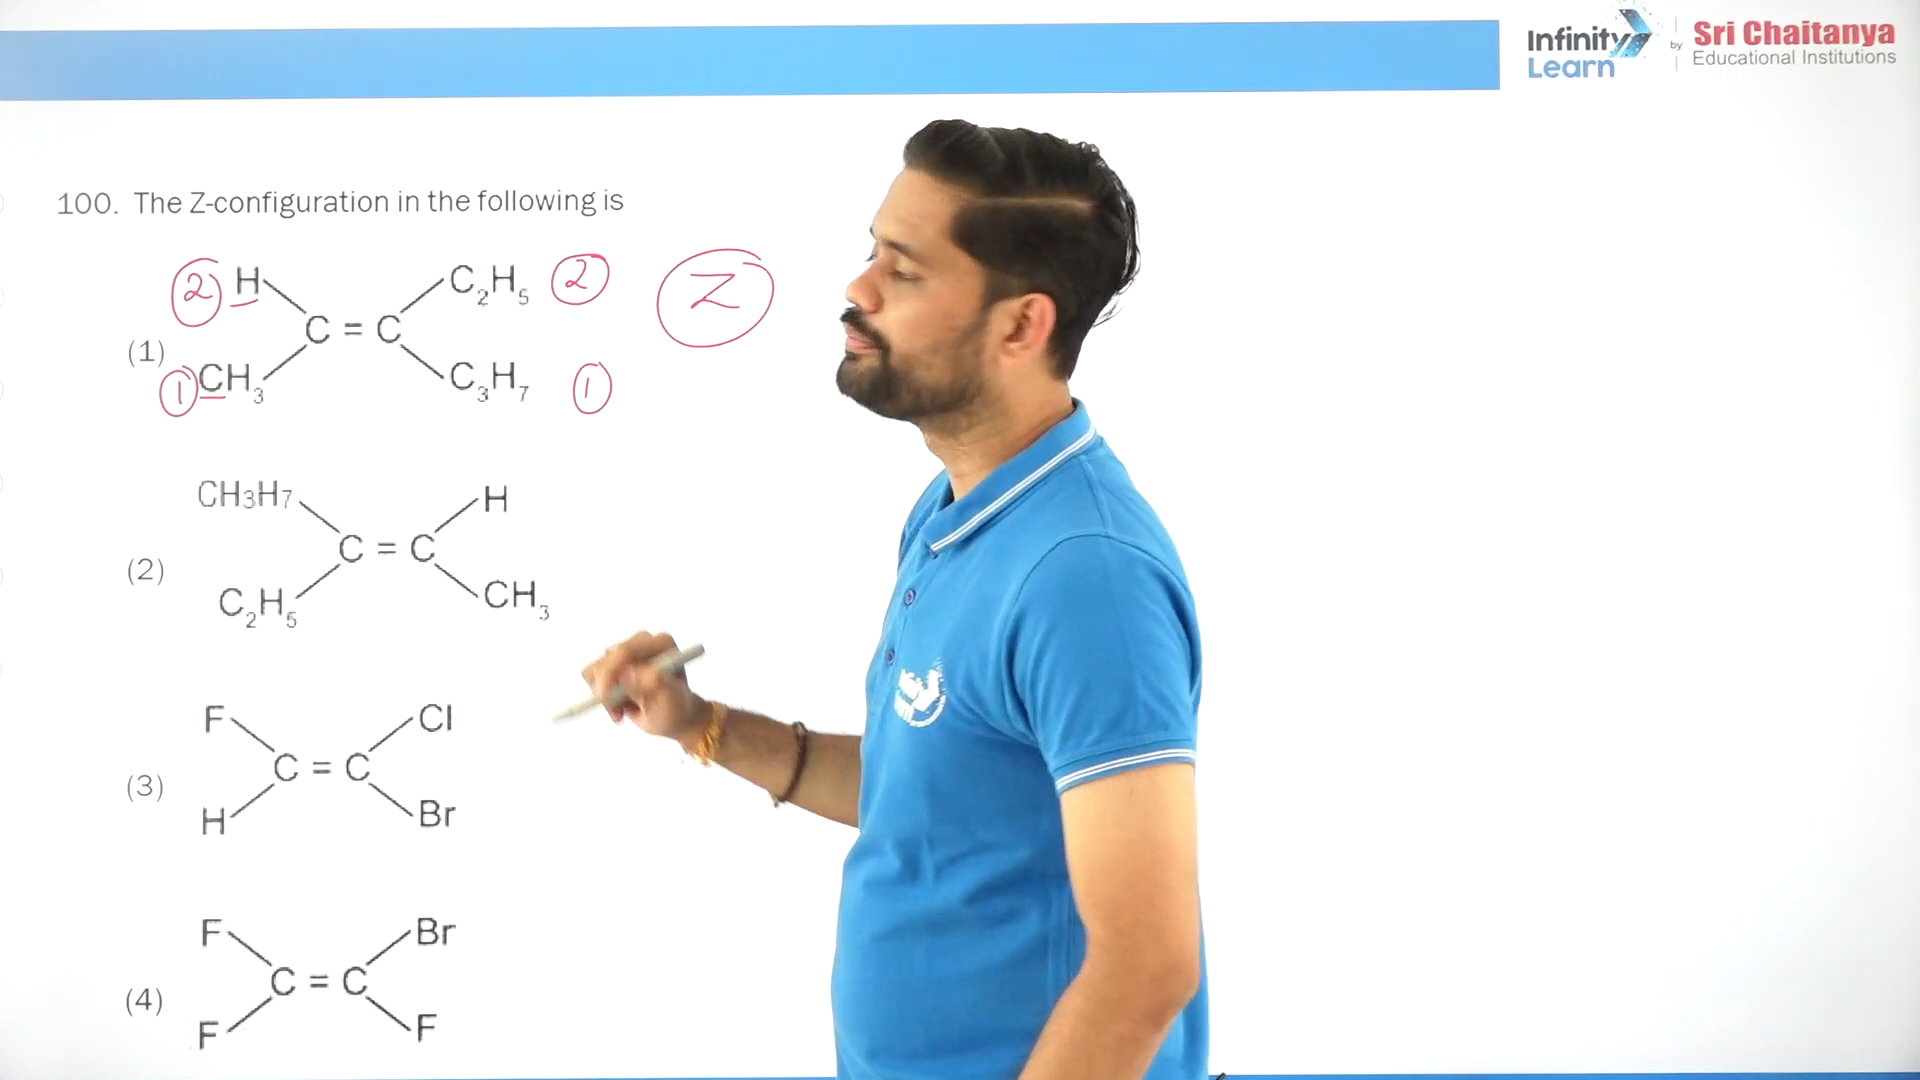 Infinity Learn by Sri Chaitanya Educational Institutions
100. The Z-configuration in the following is
② H C₂H₅ ② Z
(1) C = C
① CH₃ C₃H₇ ①
CH3H₇ H
(2) C = C
C₂H₅ CH₃
F Cl
(3) C = C
H Br
F Br
(4) C = C
F F